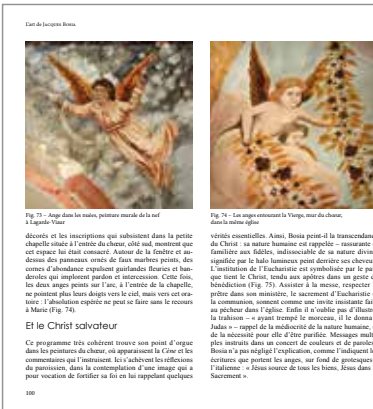 L'art de Jacques Bosia.
Fig. 73 – Ange dans les nuées, peinture murale de la nef
à Lagarde-Viaur
Fig. 74 – Les anges entourant la Vierge, mur du chœur,
dans la même église
décorés et les inscriptions qui subsistent dans la petite
chapelle située à l'entrée du chœur, côté sud, montrent que
cet espace lui était consacré. Autour de la fenêtre et au-
dessus des panneaux ornés de faux marbres peints, des
cornes d'abondance expulsent guirlandes fleuries et ban-
deroles qui implorent pardon et intercession. Cette fois,
les deux anges peints sur l'arc, à l'entrée de la chapelle,
ne pointent plus leurs doigts vers le ciel, mais vers cet ora-
toire : l'absolution espérée ne peut se faire sans le recours
à Marie (Fig. 74).
Et le Christ salvateur
Ce programme très cohérent trouve son point d'orgue
dans les peintures du chœur, où apparaissent la Cène et les
commentaires qui l'instruisent. Ici s'achèvent les réflexions
du paroissien, dans la contemplation d'une image qui a
pour vocation de fortifier sa foi en lui rappelant quelques
100
vérités essentielles. Ainsi, Bosia peint-il la transcendan
du Christ : sa nature humaine est rappelée – rassurante
familière aux fidèles, indissociable de sa nature divin
signifiée par le halo lumineux peint derrière ses cheveu
L'institution de l'Eucharistie est symbolisée par le pa
que tient le Christ, tendu aux apôtres dans un geste d
bénédiction (Fig. 75). Assister à la messe, respecter
prêtre dans son ministère, le sacrement d'Eucharistie
la communion, sonnent comme une invite insistante fai
au pécheur dans l'église. Enfin il n'oublie pas d'illustr
la trahison – « ayant trempé le morceau, il le donna
Judas » – rappel de la médiocrité de la nature humaine,
de la nécessité pour elle d'être purifiée. Messages mult
ples instruits dans un concert de couleurs et de paroles
Bosia n'a pas négligé l'explication, comme l'indiquent l
écritures que portent les anges, sur fond de grotesques
l'italienne : « Jésus source de tous les biens, Jésus dans
Sacrement ».